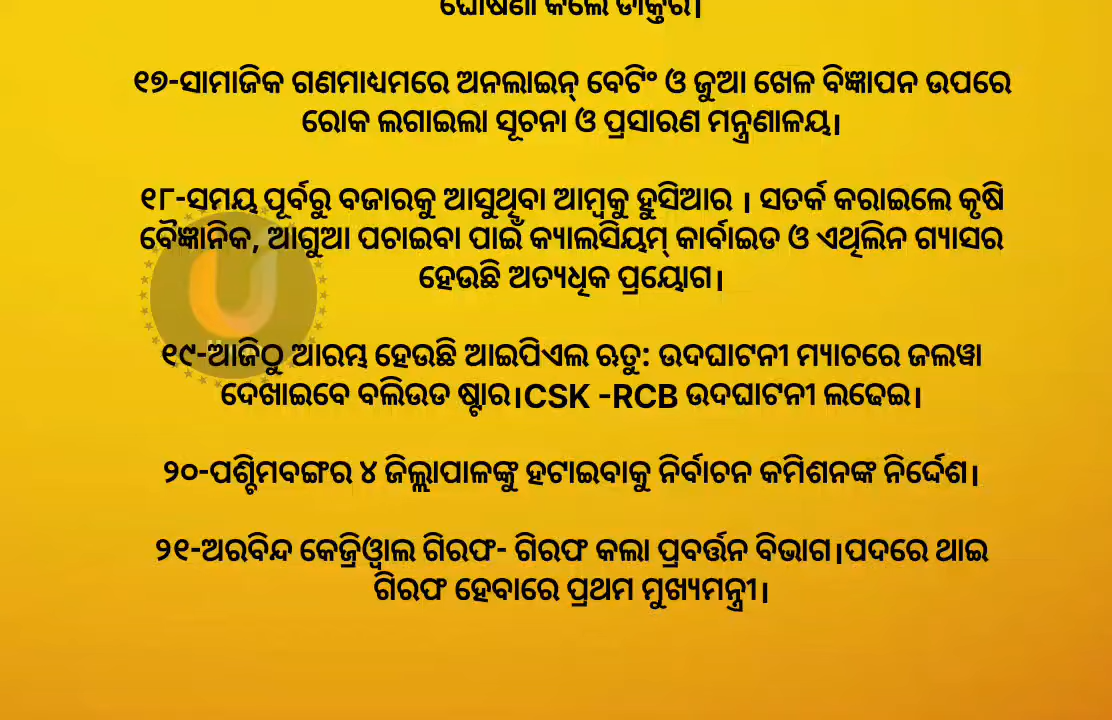 ଘୋଷଣା କଲେ ଡାକ୍ତର।
୧୭-ସାମାଜିକ ଗଣମାଧ୍ୟମରେ ଅନଲାଇନ୍ ବେଟିଂ ଓ ଜୁଆ ଖେଳ ବିଜ୍ଞାପନ ଉପରେ
ରୋକ ଲଗାଇଲା ସୂଚନା ଓ ପ୍ରସାରଣ ମନ୍ତ୍ରଣାଳୟ।
୧୮-ସମୟ ପୂର୍ବରୁ ବଜାରକୁ ଆସୁଥିବା ଆମ୍ବକୁ ହୁସିଆର । ସତର୍କ କରାଇଲେ କୃଷି
ବୈଜ୍ଞାନିକ, ଆଗୁଆ ପଚାଇବା ପାଇଁ କ୍ୟାଲସିୟମ୍ କାର୍ବାଇଡ ଓ ଏଥିଲିନ ଗ୍ୟାସର
ହେଉଛି ଅତ୍ୟଧିକ ପ୍ରୟୋଗ।
୧୯-ଆଜିଠୁ ଆରମ୍ଭ ହେଉଛି ଆଇପିଏଲ ଋତୁ: ଉଦଘାଟନୀ ମ୍ୟାଚରେ ଜଲୱା
ଦେଖାଇବେ ବଲିଉଡ ଷ୍ଟାର।CSK -RCB ଉଦଘାଟନୀ ଲଢେଇ।
୨୦-ପଶ୍ଚିମବଙ୍ଗର ୪ ଜିଲ୍ଲାପାଳଙ୍କୁ ହଟାଇବାକୁ ନିର୍ବାଚନ କମିଶନଙ୍କ ନିର୍ଦ୍ଦେଶ।
୨୧-ଅରବିନ୍ଦ କେଜ୍ରିଓ୍ବାଲ ଗିରଫ- ଗିରଫ କଲା ପ୍ରବର୍ତ୍ତନ ବିଭାଗ।ପଦରେ ଥାଇ
ଗିରଫ ହେବାରେ ପ୍ରଥମ ମୁଖ୍ୟମନ୍ତ୍ରୀ।